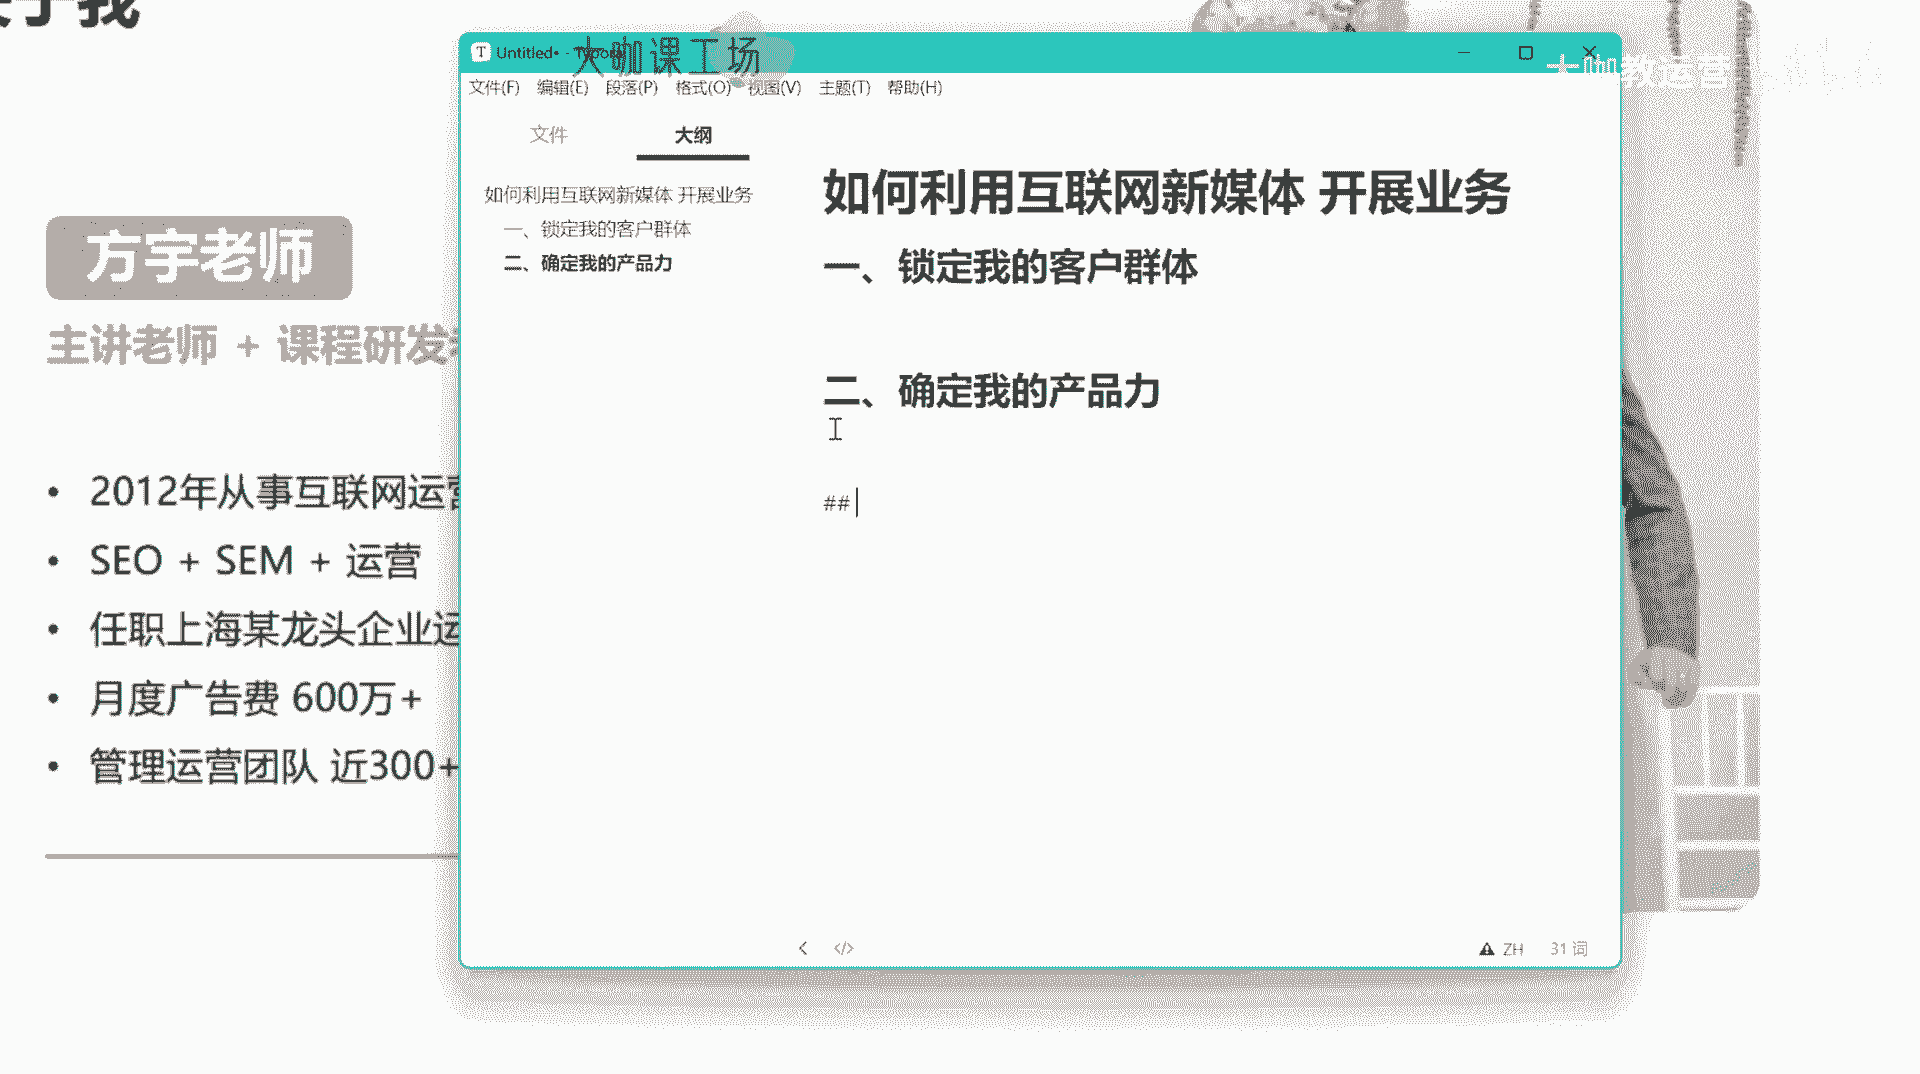 方宇老师
主讲老师 + 课程研发
• 2012年从事互联网运营
• SEO + SEM + 运营
• 任职上海某龙头企业运
• 月度广告费 600万+
• 管理运营团队 近300+
Untitled• - Typora
大咖课工场
大咖教运营
文件(F) 编辑(E) 段落(P) 格式(O) 视图(V) 主题(T) 帮助(H)
文件 大纲
如何利用互联网新媒体 开展业务
一、锁定我的客户群体
二、确定我的产品力
如何利用互联网新媒体 开展业务
一、锁定我的客户群体
二、确定我的产品力
##
ZH 31 词